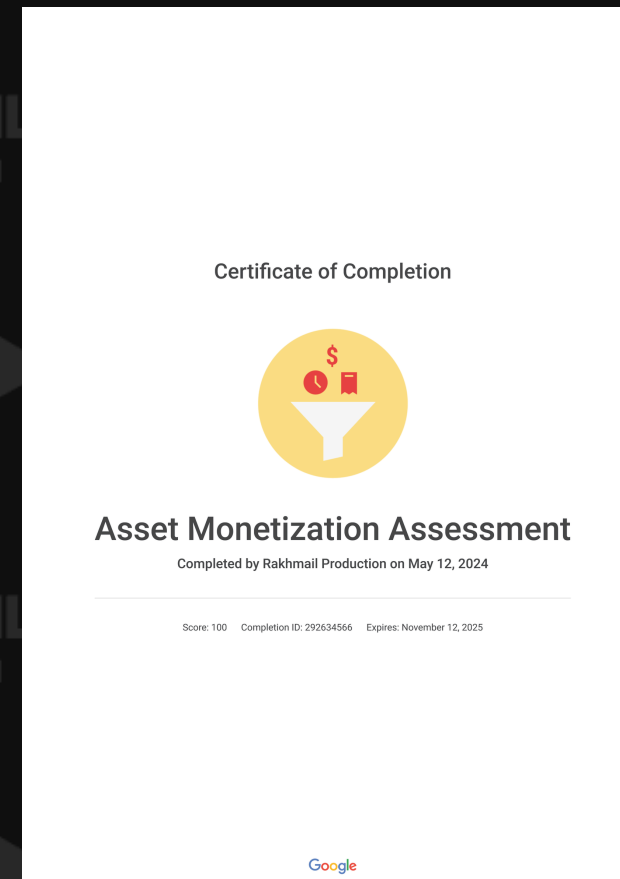 Certificate of Completion
$
Asset Monetization Assessment
Completed by Rakhmail Production on May 12, 2024
Score: 100 Completion ID: 292634566 Expires: November 12, 2025
Google